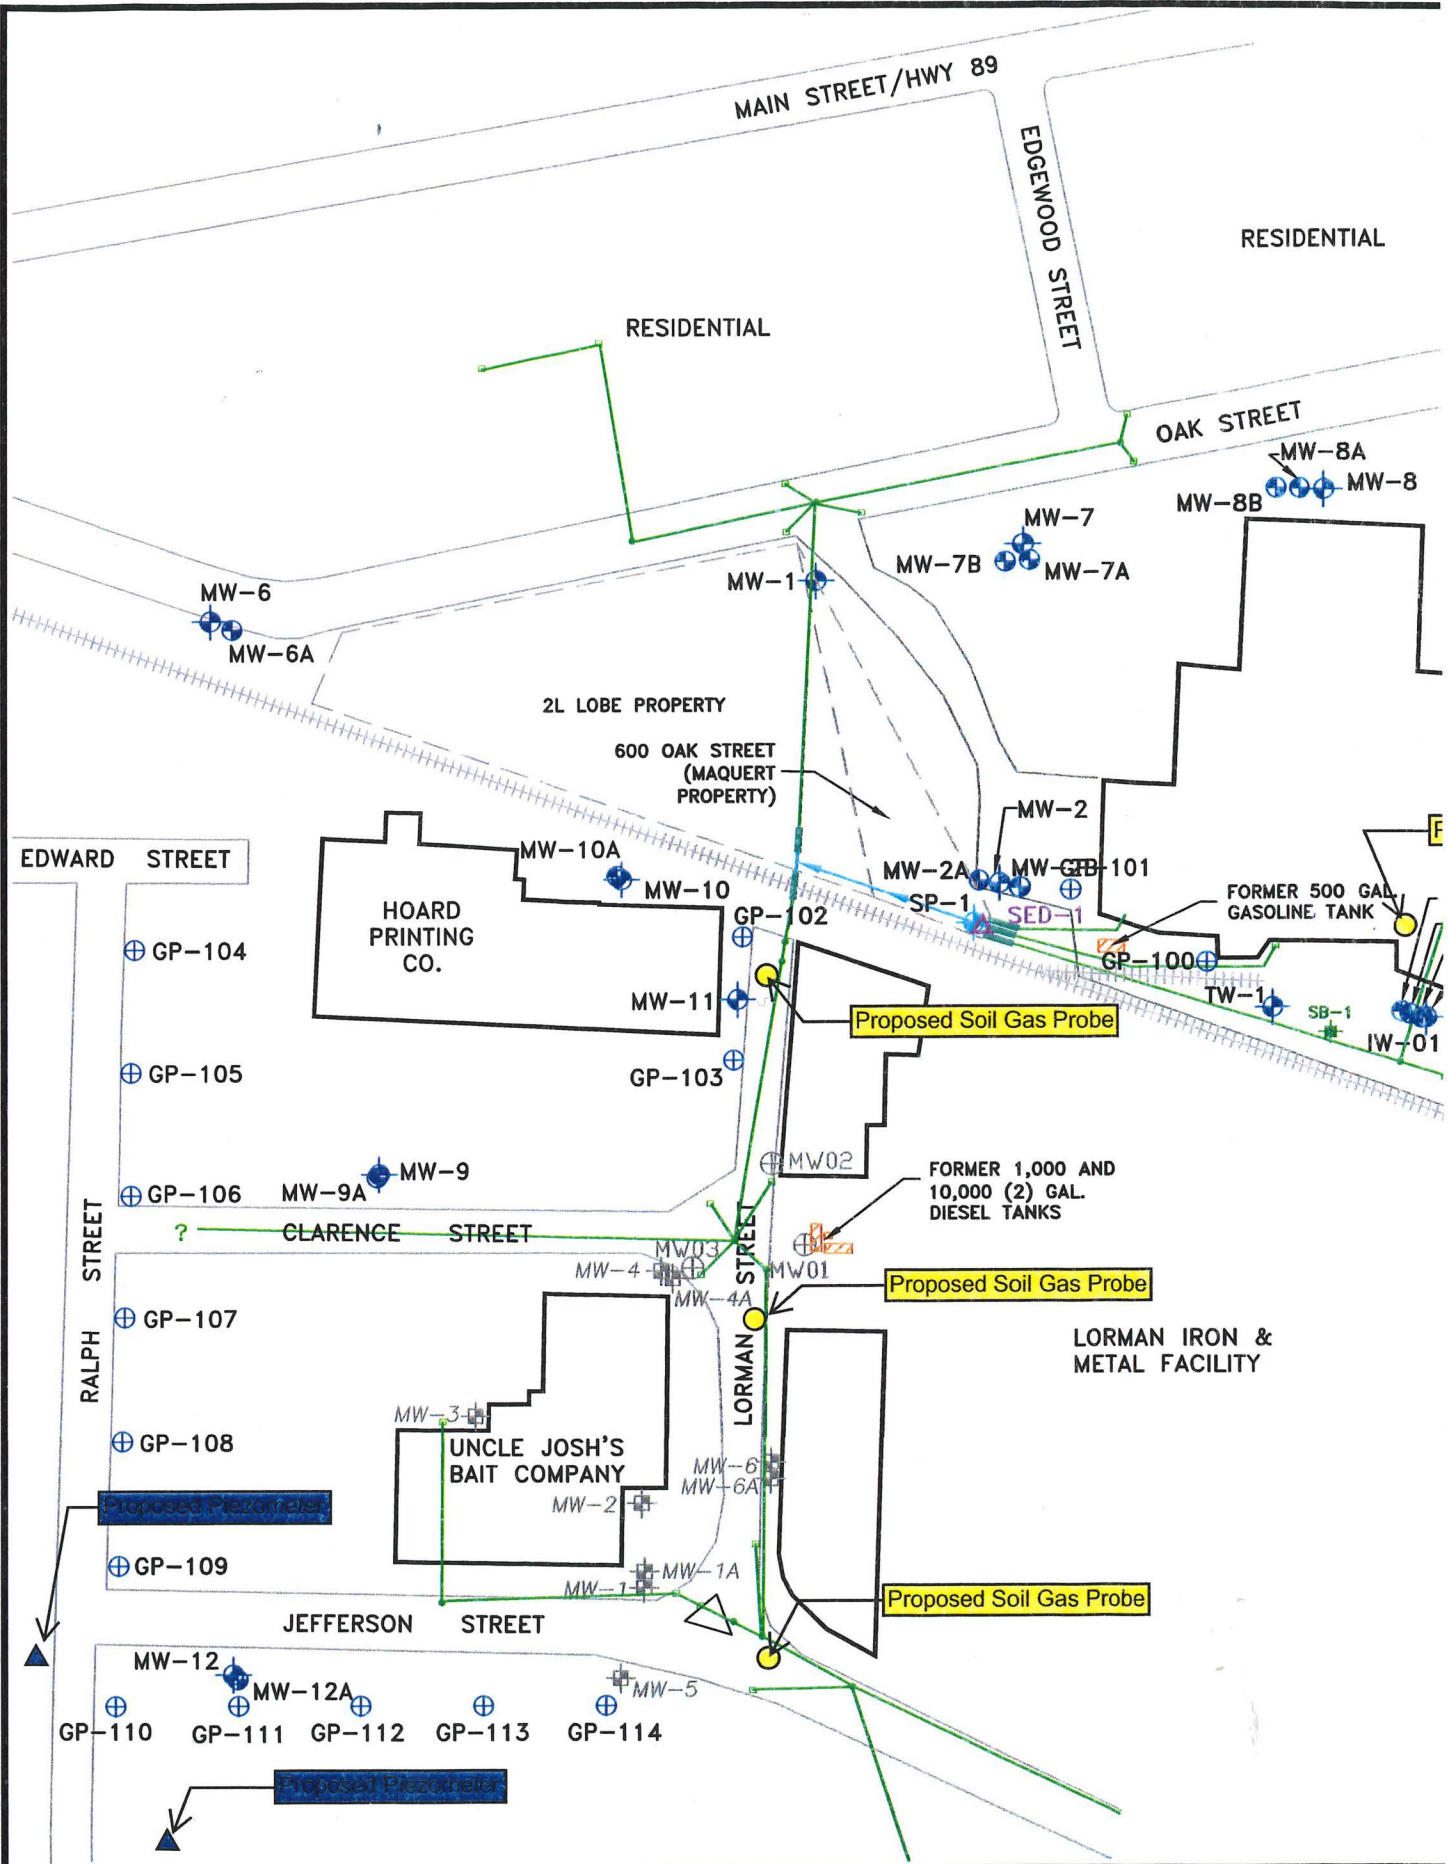 MAIN STREET/HWY 89
EDGEWOOD STREET
RESIDENTIAL
RESIDENTIAL
OAK STREET
MW-8A
MW-8
MW-8B
MW-7
MW-7B
MW-7A
MW-1
MW-6
MW-6A
2L LOBE PROPERTY
600 OAK STREET
(MAQUERT
PROPERTY)
MW-2
EDWARD STREET
MW-10A
MW-10
MW-2A
GP-101
SP-1
SED-1
FORMER 500 GAL
GASOLINE TANK
HOARD
PRINTING
CO.
GP-102
GP-104
GP-100
MW-11
TW-1
SB-1
IW-01
Proposed Soil Gas Probe
GP-103
GP-105
MW02
MW-9
MW-9A
GP-106
FORMER 1,000 AND
10,000 (2) GAL.
DIESEL TANKS
?
CLARENCE STREET
RALPH STREET
LORMAN STREET
MW03
MW-4
MW01
MW-4A
Proposed Soil Gas Probe
GP-107
LORMAN IRON &
METAL FACILITY
MW-3
GP-108
UNCLE JOSH'S
BAIT COMPANY
MW-6
MW-6A
MW-2
Proposed Piezometer
GP-109
MW-1A
MW-1
Proposed Soil Gas Probe
JEFFERSON STREET
MW-12
MW-12A
MW-5
GP-110
GP-111
GP-112
GP-113
GP-114
Proposed Piezometer